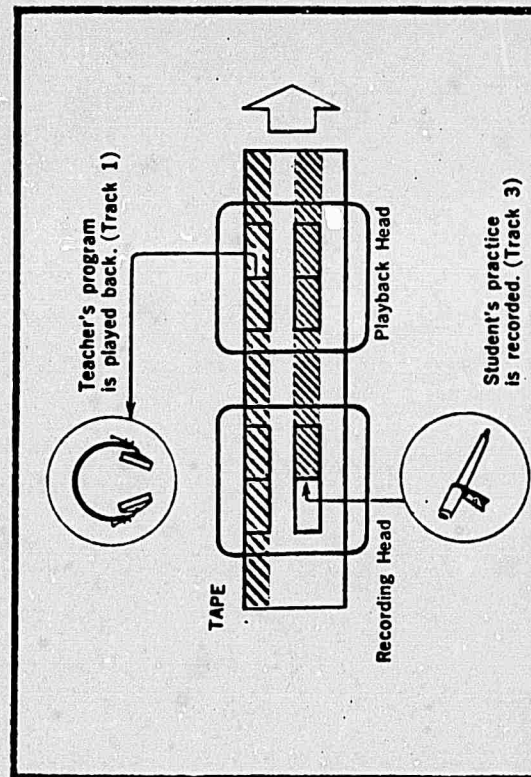 Teacher's program
is played back. (Track 1)
TAPE
Recording Head
Playback Head
Student's practice
is recorded. (Track 3)